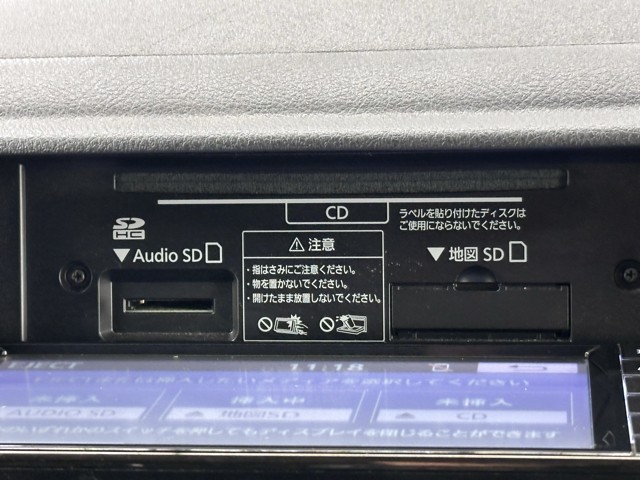 CD
ラベルを貼り付けたディスクは
ご使用にならないでください。
SD
HC
▼Audio SD
⚠注意
・指はさみにご注意ください。
・物を置かないでください。
・開けたまま放置しないでください。
▼地図 SD
EJECT
11:18
未挿入
挿入中
未挿入
AUDIO SD
▲ 地図SD
▲ CD